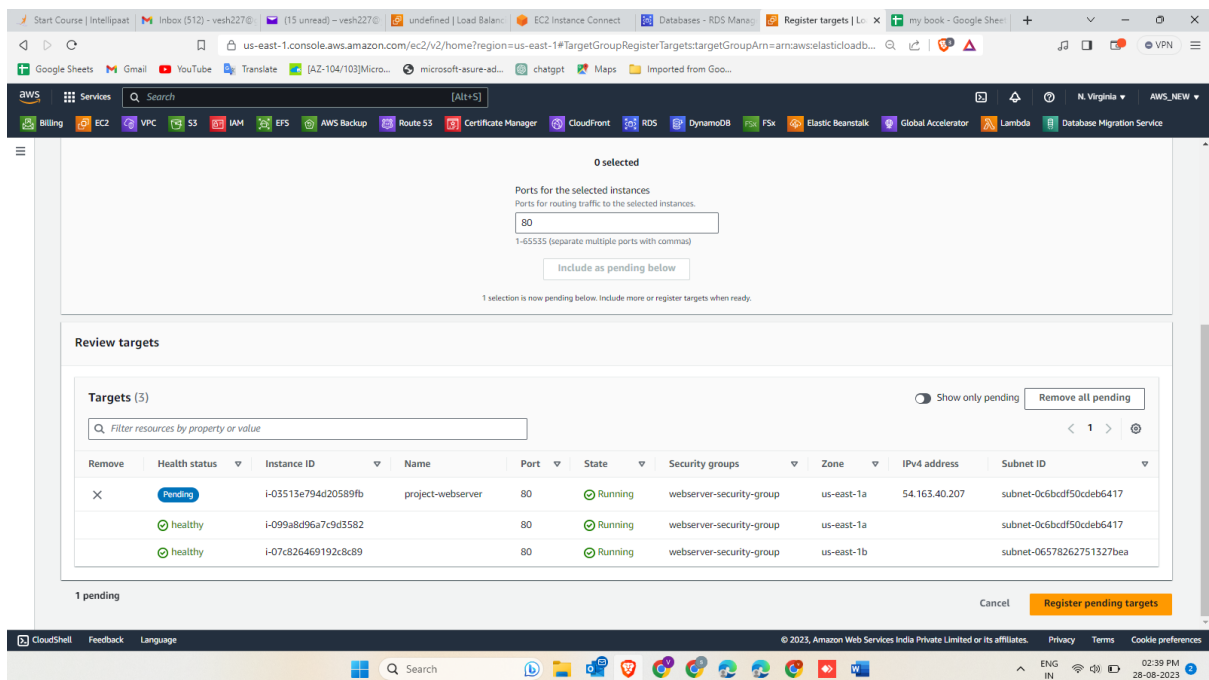 Start Course | Intellipaat Inbox (512) - vesh227@ (15 unread) – vesh227@ undefined | Load Balanc EC2 Instance Connect Databases - RDS Manag Register targets | Lo my book - Google Sheet
us-east-1.console.aws.amazon.com/ec2/v2/home?region=us-east-1#TargetGroupRegisterTargets:targetGroupArn=arn:aws:elasticloadb... VPN
Google Sheets Gmail YouTube Translate [AZ-104/103]Micro... microsoft-asure-ad... chatgpt Maps Imported from Goo...
aws Services Search [Alt+S] N. Virginia AWS_NEW
Billing EC2 VPC S3 IAM EFS AWS Backup Route 53 Certificate Manager CloudFront RDS DynamoDB FSx Elastic Beanstalk Global Accelerator Lambda Database Migration Service
0 selected
Ports for the selected instances
Ports for routing traffic to the selected instances.
80
1-65535 (separate multiple ports with commas)
Include as pending below
1 selection is now pending below. Include more or register targets when ready.
Review targets
Targets (3) Show only pending Remove all pending
Filter resources by property or value 1
Remove Health status Instance ID Name Port State Security groups Zone IPv4 address Subnet ID
Pending i-03513e794d20589fb project-webserver 80 Running webserver-security-group us-east-1a 54.163.40.207 subnet-0c6bcdf50cdeb6417
healthy i-099a8d96a7c9d3582 80 Running webserver-security-group us-east-1a subnet-0c6bcdf50cdeb6417
healthy i-07c826469192c8c89 80 Running webserver-security-group us-east-1b subnet-06578262751327bea
1 pending
Cancel Register pending targets
CloudShell Feedback Language © 2023, Amazon Web Services India Private Limited or its affiliates. Privacy Terms Cookie preferences
Search ENG IN 02:39 PM 28-08-2023 2